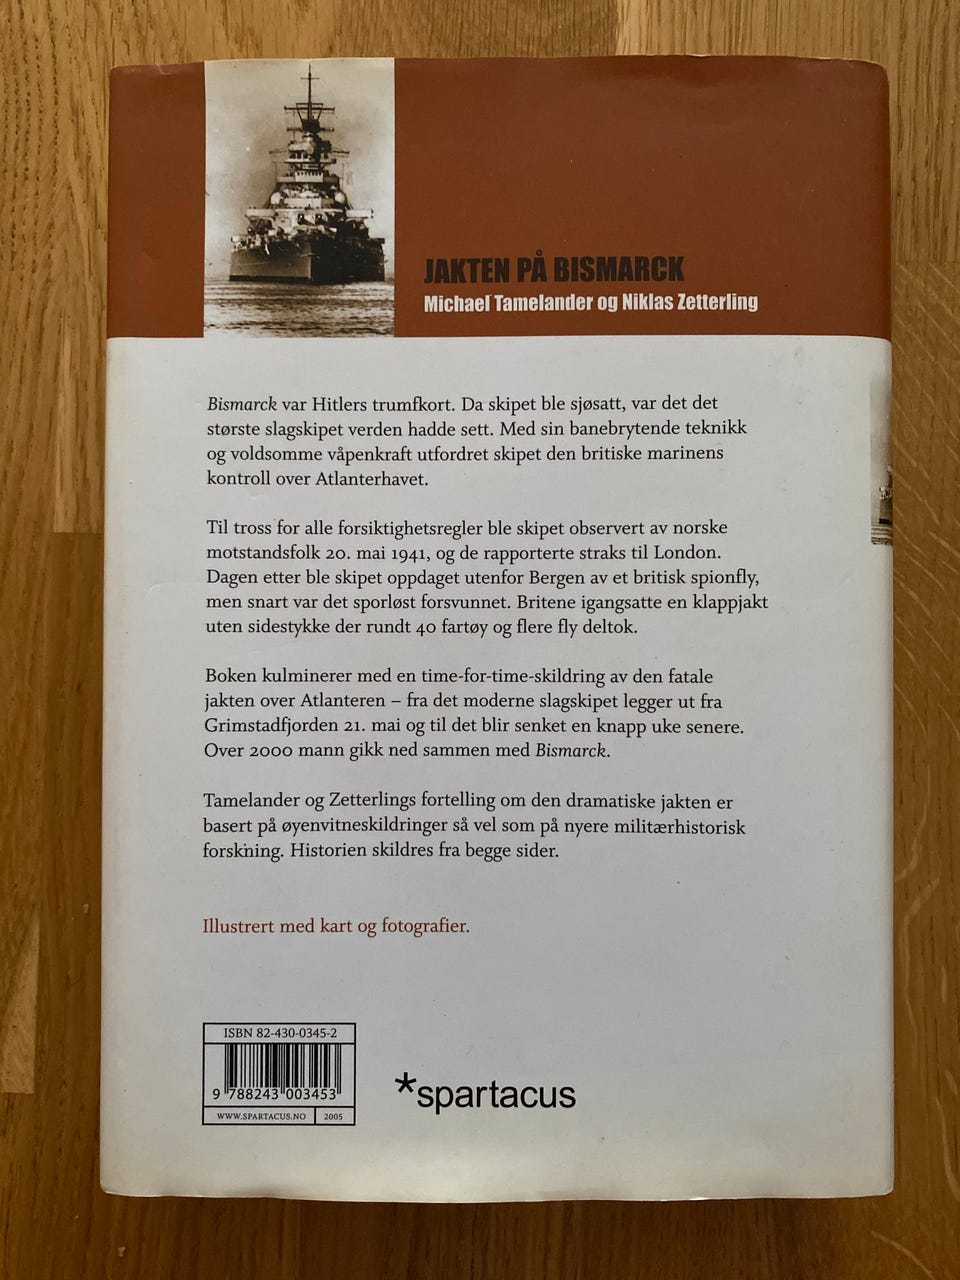 JAKTEN PÅ BISMARCK
Michael Tamelander og Niklas Zetterling
Bismarck var Hitlers trumfkort. Da skipet ble sjøsatt, var det det
største slagskipet verden hadde sett. Med sin banebrytende teknikk
og voldsomme våpenkraft utfordret skipet den britiske marinens
kontroll over Atlanterhavet.
Til tross for alle forsiktighetsregler ble skipet observert av norske
motstandsfolk 20. mai 1941, og de rapporterte straks til London.
Dagen etter ble skipet oppdaget utenfor Bergen av et britisk spionfly,
men snart var det sporløst forsvunnet. Britene igangsatte en klappjakt
uten sidestykke der rundt 40 fartøy og flere fly deltok.
Boken kulminerer med en time-for-time-skildring av den fatale
jakten over Atlanteren – fra det moderne slagskipet legger ut fra
Grimstadfjorden 21. mai og til det blir senket en knapp uke senere.
Over 2000 mann gikk ned sammen med Bismarck.
Tamelander og Zetterlings fortelling om den dramatiske jakten er
basert på øyenvitneskildringer så vel som på nyere militærhistorisk
forskning. Historien skildres fra begge sider.
Illustrert med kart og fotografier.
ISBN 82-430-0345-2
9 788243 003453
WWW.SPARTACUS.NO 2005
*spartacus